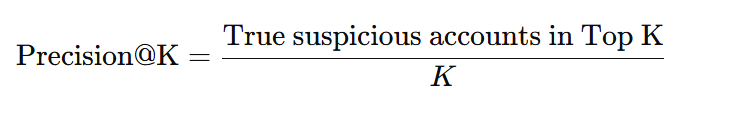 Precision@K = True suspicious accounts in Top K / K